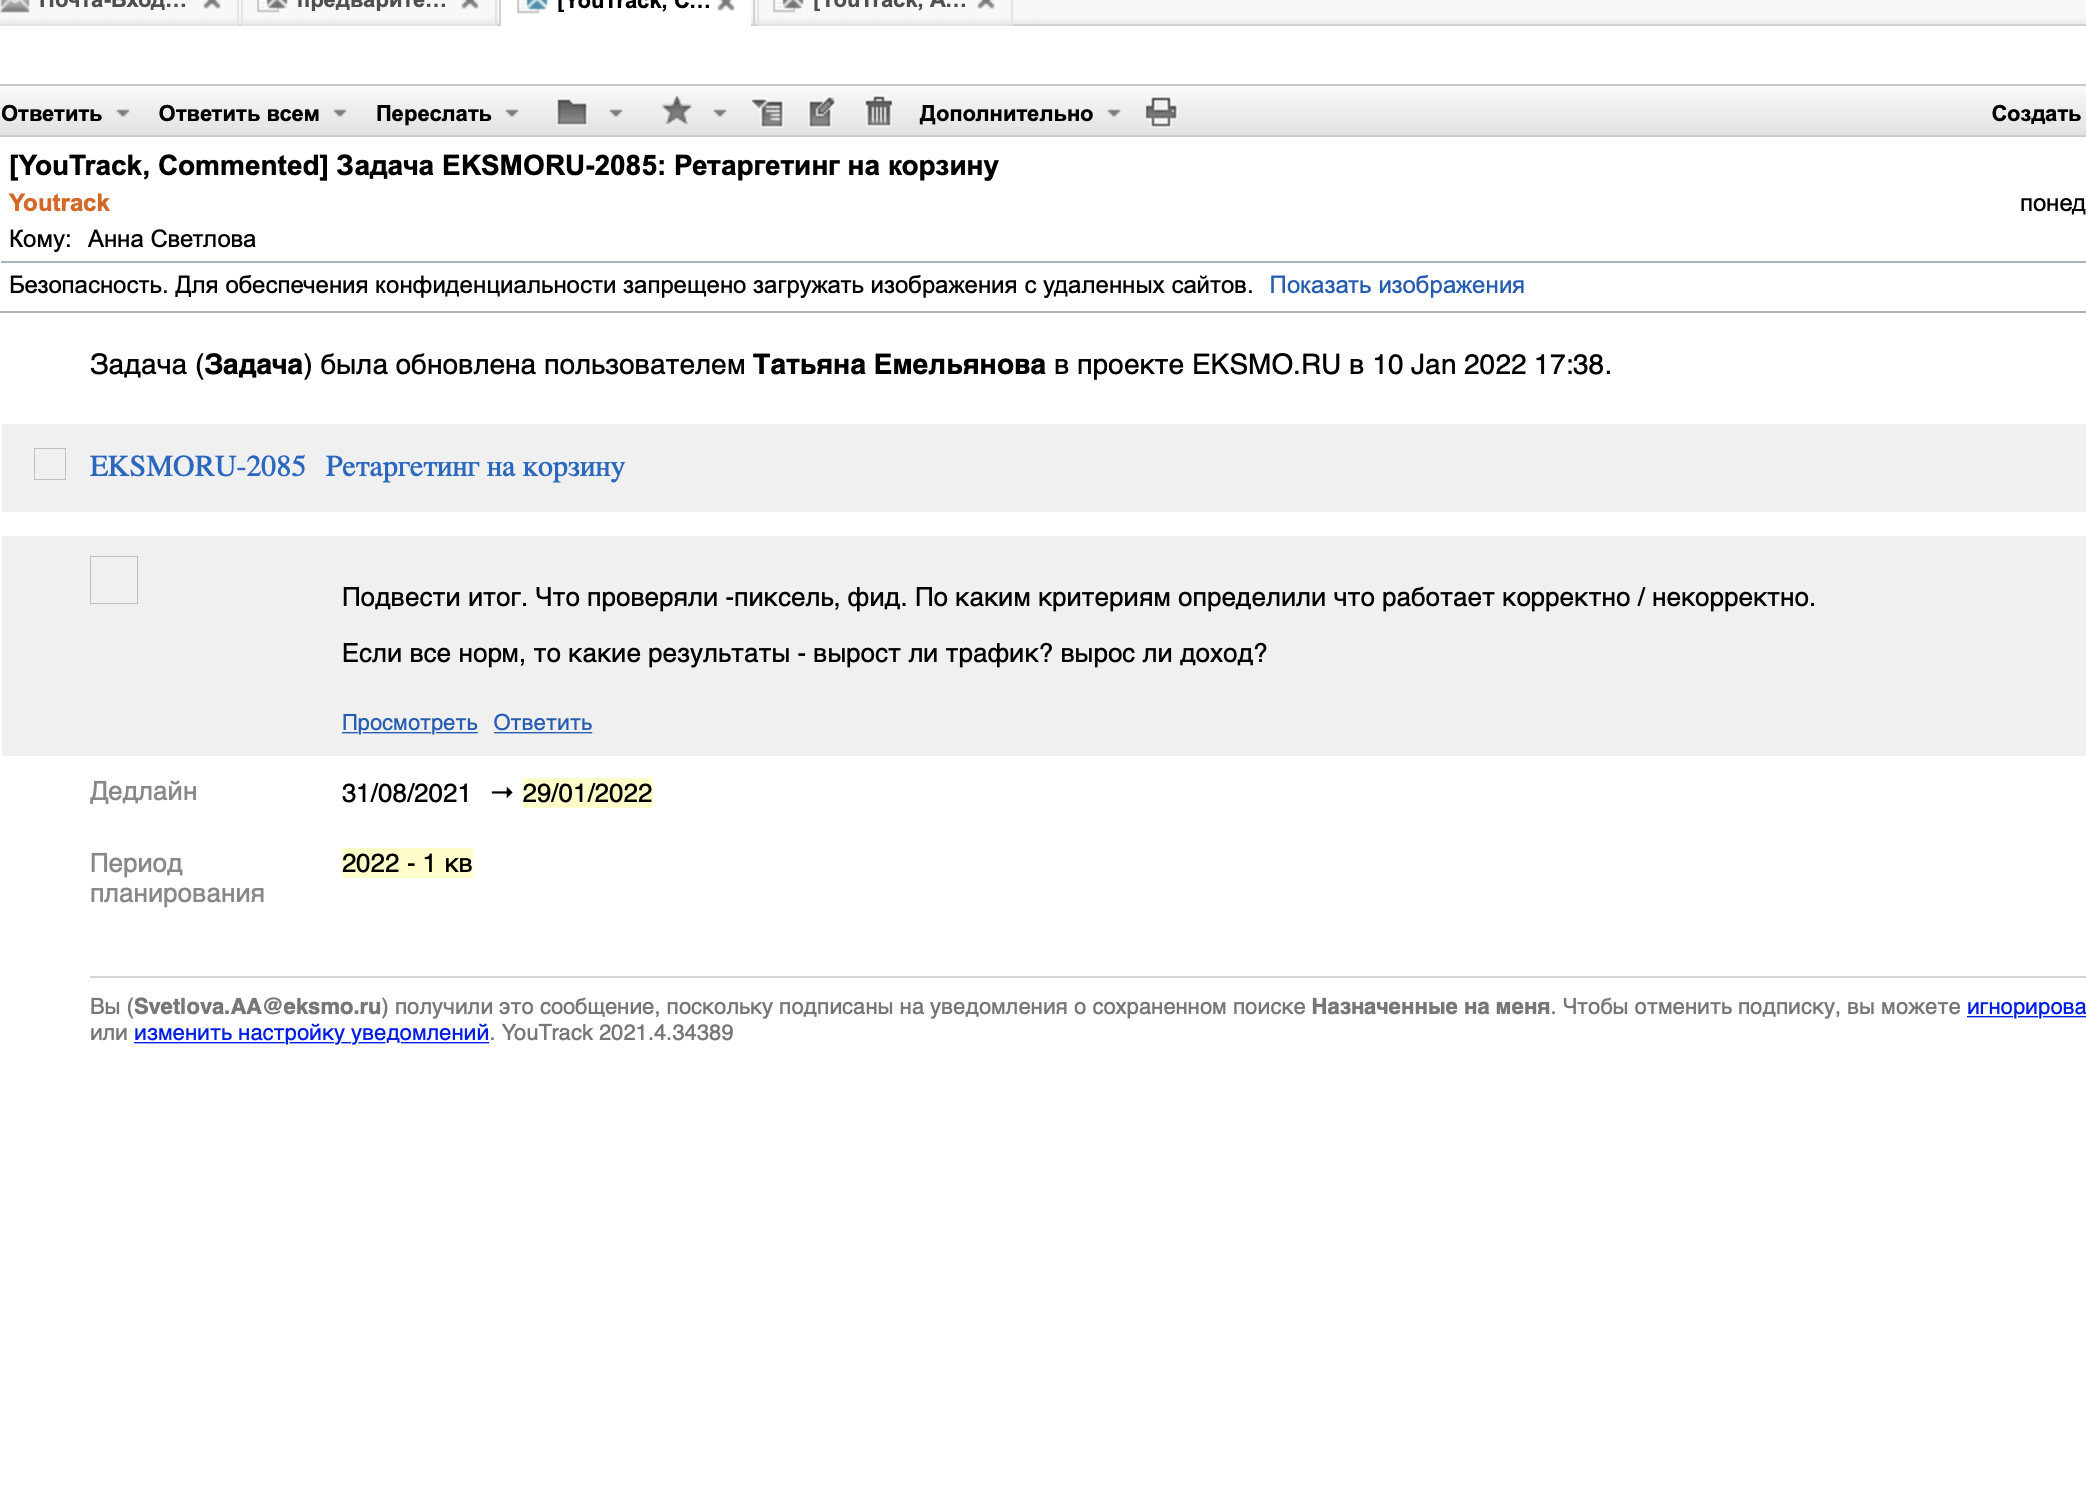 Почта-Вход...
предварите...
[YouTrack, C...
[YouTrack, A...
Ответить Ответить всем Переслать Дополнительно Создать
[YouTrack, Commented] Задача EKSMORU-2085: Ретаргетинг на корзину
Youtrack
понед
Кому: Анна Светлова
Безопасность. Для обеспечения конфиденциальности запрещено загружать изображения с удаленных сайтов. Показать изображения
Задача (Задача) была обновлена пользователем Татьяна Емельянова в проекте EKSMO.RU в 10 Jan 2022 17:38.
EKSMORU-2085 Ретаргетинг на корзину
Подвести итог. Что проверяли -пиксель, фид. По каким критериям определили что работает корректно / некорректно.
Если все норм, то какие результаты - вырост ли трафик? вырос ли доход?
Просмотреть Ответить
Дедлайн 31/08/2021 → 29/01/2022
Период 2022 - 1 кв
планирования
Вы (Svetlova.AA@eksmo.ru) получили это сообщение, поскольку подписаны на уведомления о сохраненном поиске Назначенные на меня. Чтобы отменить подписку, вы можете игнорирова
или изменить настройку уведомлений. YouTrack 2021.4.34389